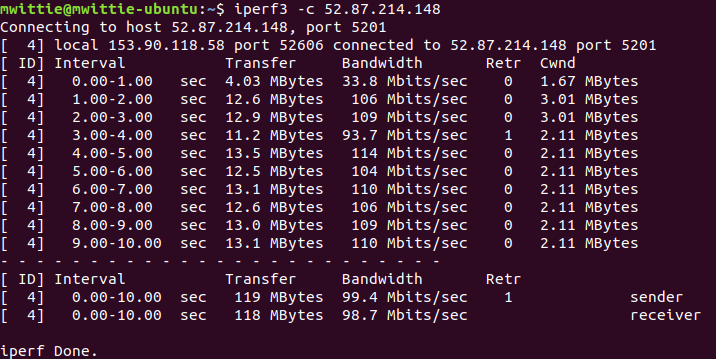 mwittie@mwittie-ubuntu:~$ iperf3 -c 52.87.214.148
Connecting to host 52.87.214.148, port 5201
[  4] local 153.90.118.58 port 52606 connected to 52.87.214.148 port 5201
[ ID] Interval           Transfer     Bandwidth       Retr  Cwnd
[  4]   0.00-1.00   sec  4.03 MBytes  33.8 Mbits/sec    0   1.67 MBytes
[  4]   1.00-2.00   sec  12.6 MBytes   106 Mbits/sec    0   3.01 MBytes
[  4]   2.00-3.00   sec  12.9 MBytes   109 Mbits/sec    0   3.01 MBytes
[  4]   3.00-4.00   sec  11.2 MBytes  93.7 Mbits/sec    1   2.11 MBytes
[  4]   4.00-5.00   sec  13.5 MBytes   114 Mbits/sec    0   2.11 MBytes
[  4]   5.00-6.00   sec  12.5 MBytes   104 Mbits/sec    0   2.11 MBytes
[  4]   6.00-7.00   sec  13.1 MBytes   110 Mbits/sec    0   2.11 MBytes
[  4]   7.00-8.00   sec  12.6 MBytes   106 Mbits/sec    0   2.11 MBytes
[  4]   8.00-9.00   sec  13.0 MBytes   109 Mbits/sec    0   2.11 MBytes
[  4]   9.00-10.00  sec  13.1 MBytes   110 Mbits/sec    0   2.11 MBytes
- - - - - - - - - - - - - - - - - - - - - - - - -
[ ID] Interval           Transfer     Bandwidth       Retr
[  4]   0.00-10.00  sec   119 MBytes  99.4 Mbits/sec    1             sender
[  4]   0.00-10.00  sec   118 MBytes  98.7 Mbits/sec                  receiver
iperf Done.